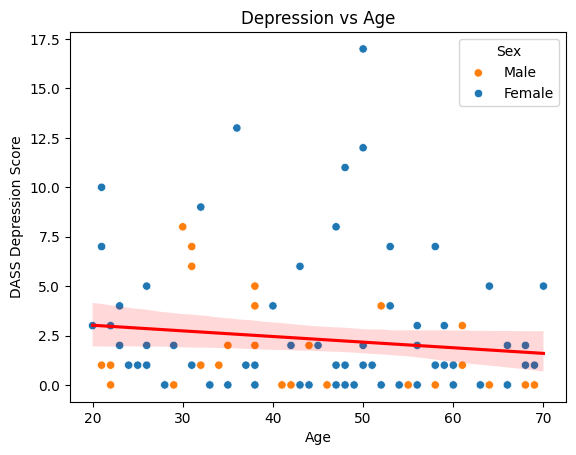 Depression vs Age
17.5
15.0
12.5
10.0
7.5
5.0
2.5
0.0
DASS Depression Score
Sex
Male
Female
20 30 40 50 60 70
Age